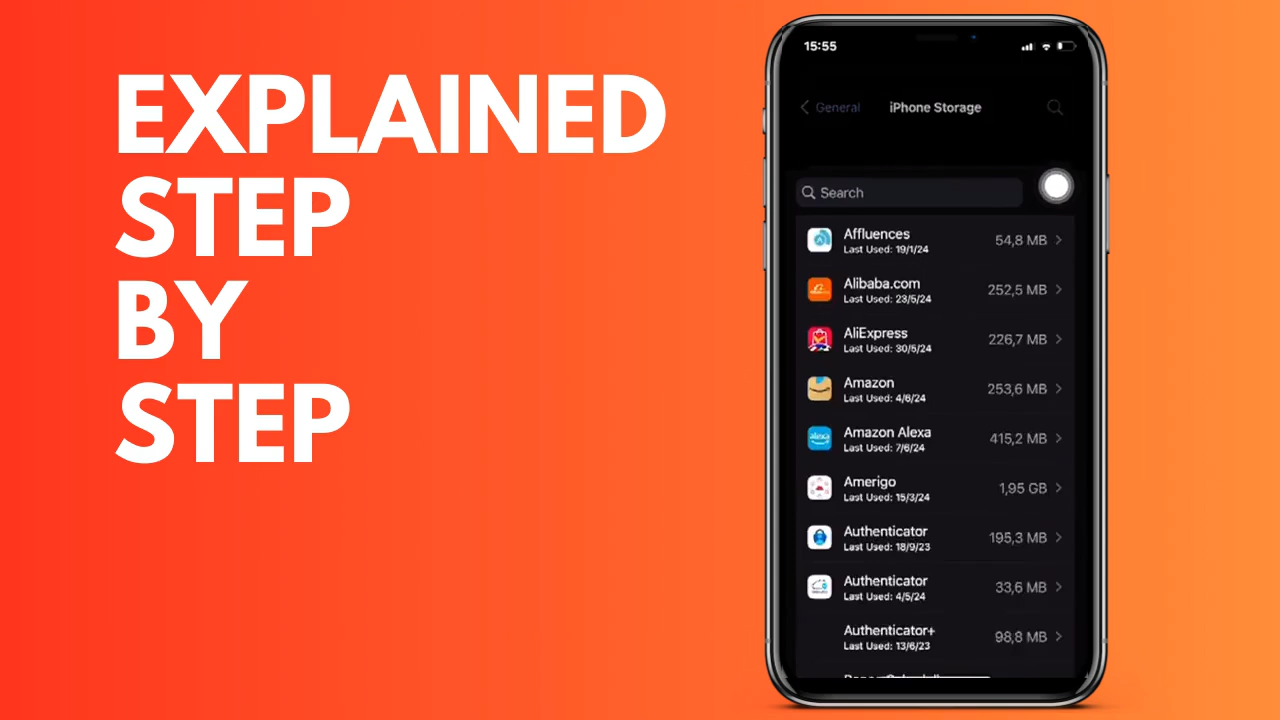 EXPLAINED
STEP
BY
STEP
15:55
General
iPhone Storage
Search
Affluences
Last Used: 19/1/24
54,8 MB
Alibaba.com
Last Used: 23/5/24
252,5 MB
AliExpress
Last Used: 30/5/24
226,7 MB
Amazon
Last Used: 4/6/24
253,6 MB
Amazon Alexa
Last Used: 7/6/24
415,2 MB
alexa
Amerigo
Last Used: 15/3/24
1,95 GB
Authenticator
Last Used: 18/9/23
195,3 MB
Authenticator
Last Used: 4/5/24
33,6 MB
Authenticator+
Last Used: 13/6/23
98,8 MB